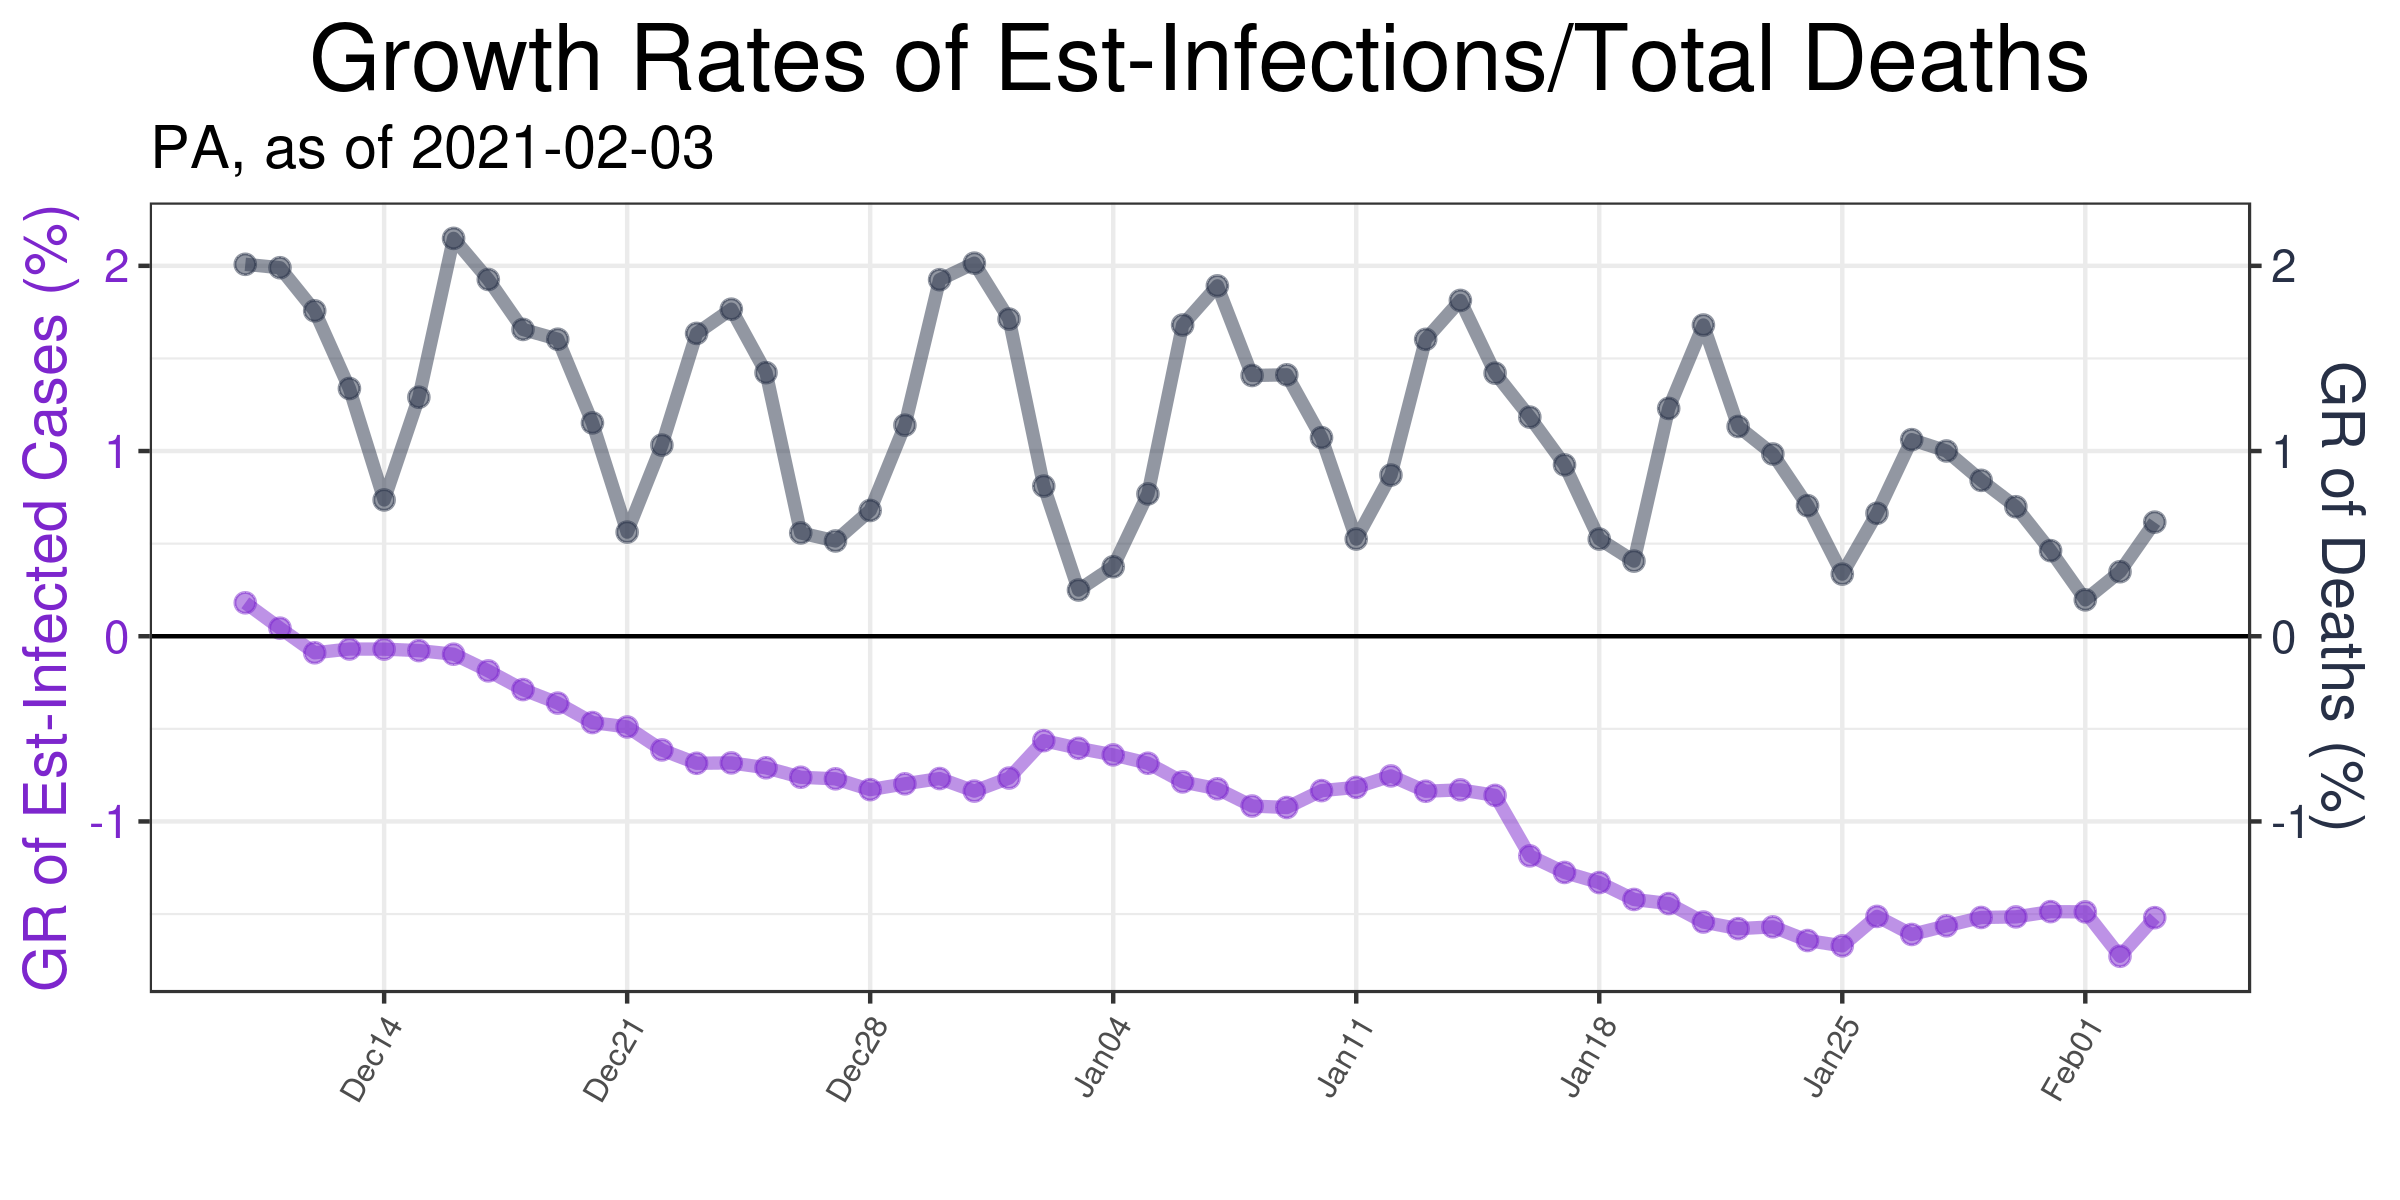 Growth Rates of Est-Infections/Total Deaths
PA, as of 2021-02-03
GR of Est-Infected Cases (%)
2
1
0
-1
2
1
0
-1
GR of Deaths (%)
Dec14
Dec21
Dec28
Jan04
Jan11
Jan18
Jan25
Feb01